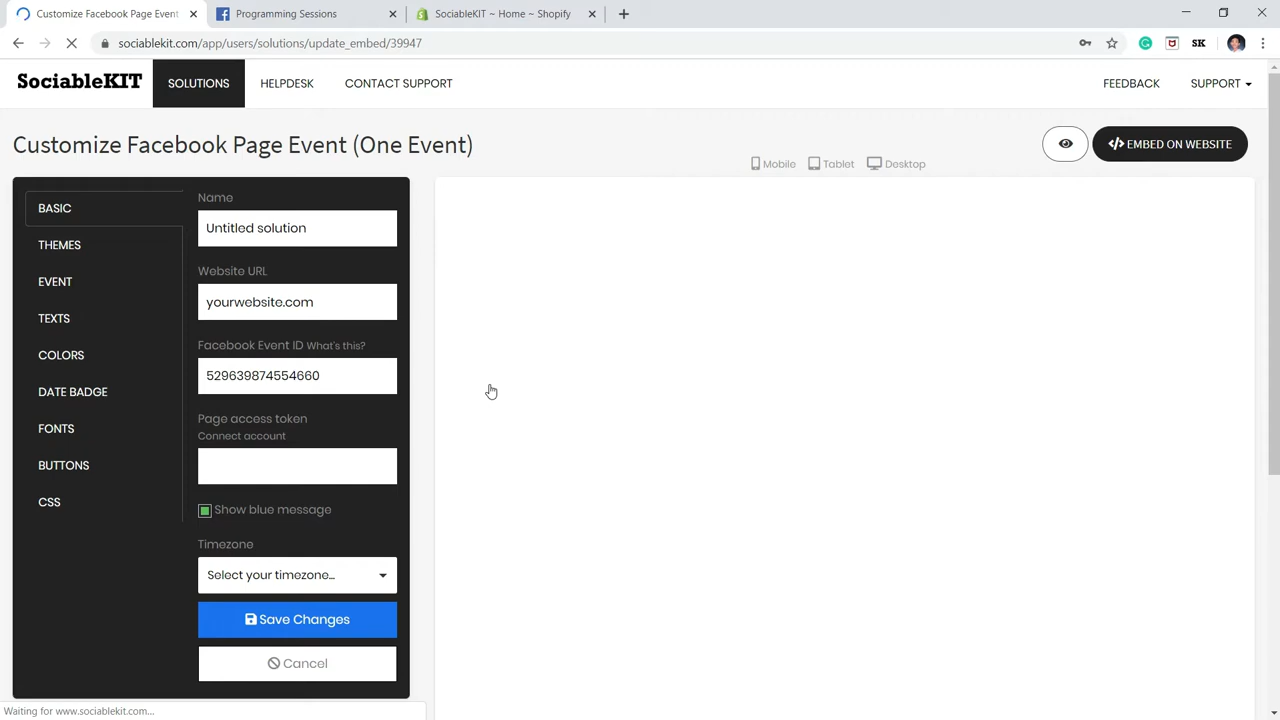 Customize Facebook Page Event
Programming Sessions
SociableKIT ~ Home ~ Shopify
sociablekit.com/app/users/solutions/update_embed/39947
SK
SociableKIT
SOLUTIONS
HELPDESK
CONTACT SUPPORT
FEEDBACK
SUPPORT
Customize Facebook Page Event (One Event)
Mobile
Tablet
Desktop
</> EMBED ON WEBSITE
BASIC
THEMES
EVENT
TEXTS
COLORS
DATE BADGE
FONTS
BUTTONS
CSS
Name
Untitled solution
Website URL
yourwebsite.com
Facebook Event ID What's this?
529639874554660
Page access token
Connect account
Show blue message
Timezone
Select your timezone...
Save Changes
Cancel
Waiting for www.sociablekit.com...